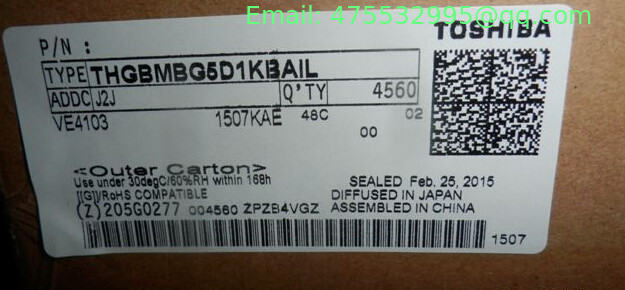 Email: 475532995@qq.com
TOSHIBA
P/N :
TYPE THGBMBG5D1KBAIL
ADDC J2J Q'TY 4560
VE4103 1507KAE 48C 02
00
<Outer Carton>
Use under 30degC/60%RH within 168h
[[G]]/RoHS COMPATIBLE
SEALED Feb. 25, 2015
DIFFUSED IN JAPAN
(Z)205G0277 004560 ZPZB4VGZ ASSEMBLED IN CHINA
1507